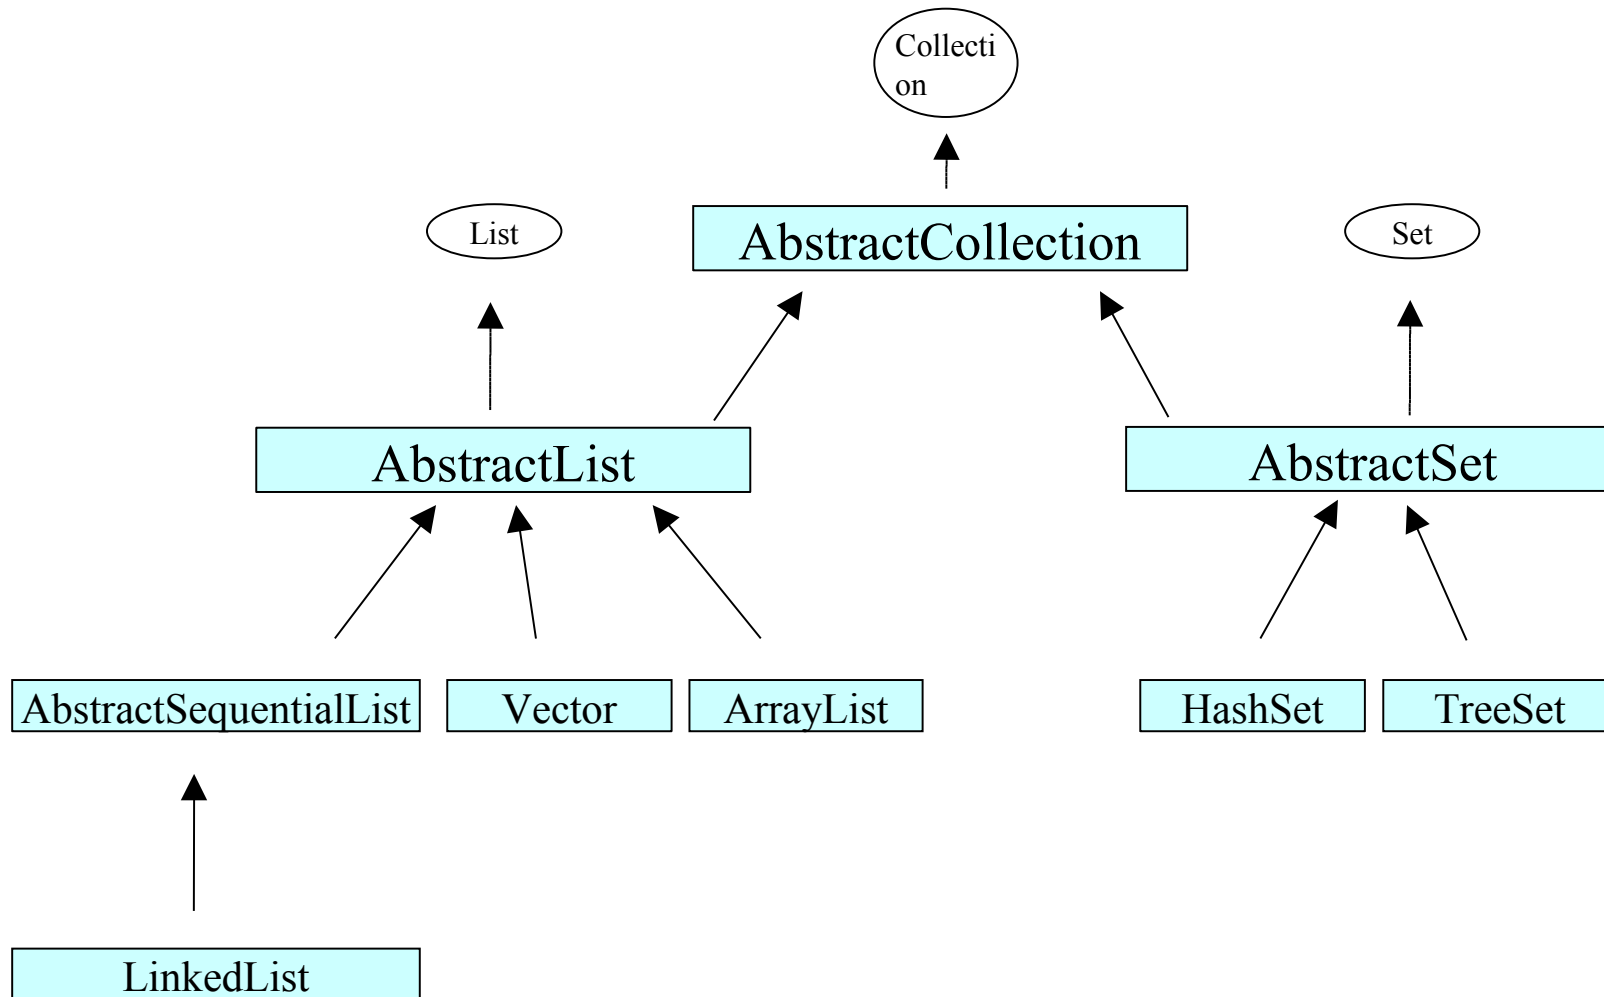 Collecti
on
List
AbstractCollection
Set
AbstractList
AbstractSet
AbstractSequentialList
Vector
ArrayList
HashSet
TreeSet
LinkedList